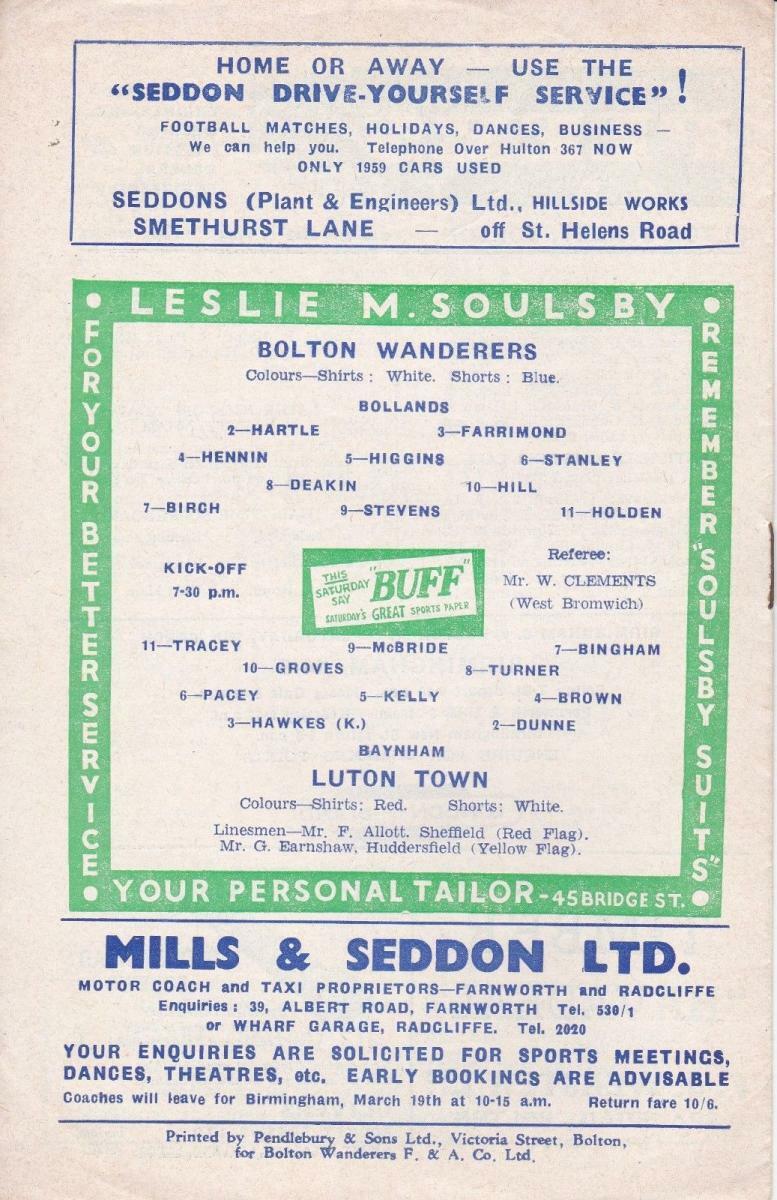 HOME OR AWAY — USE THE
"SEDDON DRIVE-YOURSELF SERVICE"!
FOOTBALL MATCHES, HOLIDAYS, DANCES, BUSINESS —
We can help you. Telephone Over Hulton 367 NOW
ONLY 1959 CARS USED
SEDDONS (Plant & Engineers) Ltd., HILLSIDE WORKS
SMETHURST LANE — off St. Helens Road
LESLIE M. SOULSBY
FOR YOUR BETTER SERVICE
REMEMBER "SOULSBY SUITS"
BOLTON WANDERERS
Colours—Shirts: White. Shorts: Blue.
BOLLANDS
2—HARTLE 3—FARRIMOND
4—HENNIN 5—HIGGINS 6—STANLEY
8—DEAKIN 10—HILL
7—BIRCH 9—STEVENS 11—HOLDEN
KICK-OFF
7-30 p.m.
THIS SATURDAY SAY "BUFF"
SATURDAY'S GREAT SPORTS PAPER
Referee:
Mr. W. CLEMENTS
(West Bromwich)
11—TRACEY 9—McBRIDE 7—BINGHAM
10—GROVES 8—TURNER
6—PACEY 5—KELLY 4—BROWN
3—HAWKES (K.) 2—DUNNE
BAYNHAM
LUTON TOWN
Colours—Shirts: Red. Shorts: White.
Linesmen—Mr. F. Allott. Sheffield (Red Flag).
Mr. G. Earnshaw, Huddersfield (Yellow Flag).
YOUR PERSONAL TAILOR - 45 BRIDGE ST.
MILLS & SEDDON LTD.
MOTOR COACH and TAXI PROPRIETORS—FARNWORTH and RADCLIFFE
Enquiries: 39, ALBERT ROAD, FARNWORTH Tel. 530/1
or WHARF GARAGE, RADCLIFFE. Tel. 2020
YOUR ENQUIRIES ARE SOLICITED FOR SPORTS MEETINGS,
DANCES, THEATRES, etc. EARLY BOOKINGS ARE ADVISABLE
Coaches will leave for Birmingham, March 19th at 10-15 a.m. Return fare 10/6.
Printed by Pendlebury & Sons Ltd., Victoria Street, Bolton,
for Bolton Wanderers F. & A. Co. Ltd.